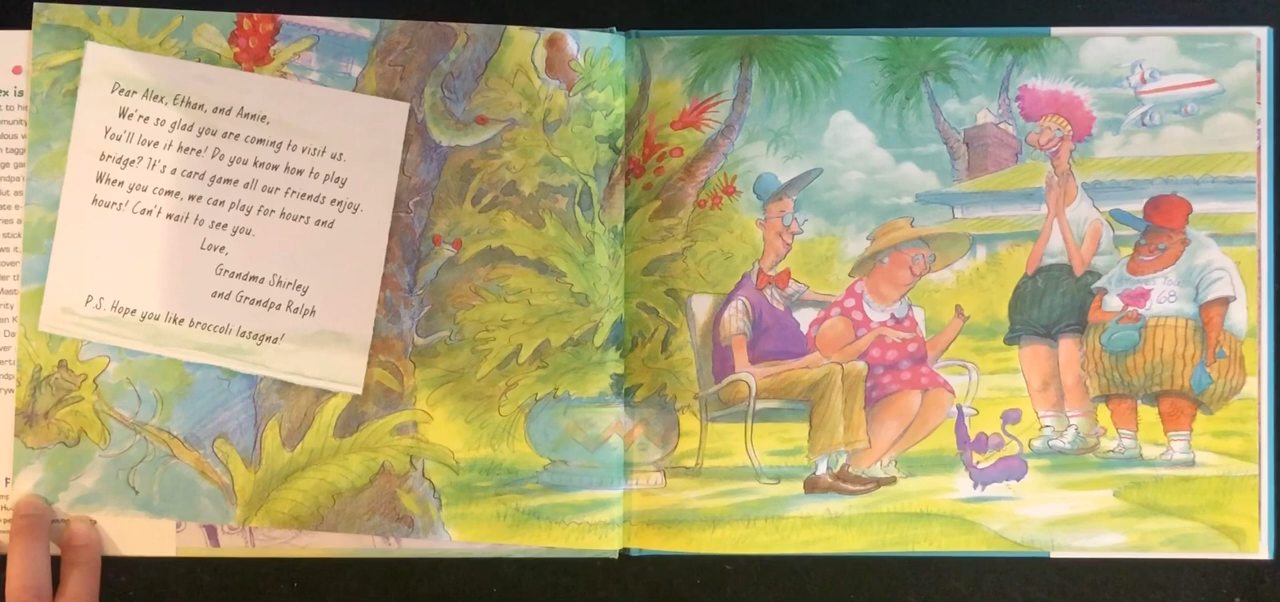 Dear Alex, Ethan, and Annie,
We're so glad you are coming to visit us.
You'll love it here! Do you know how to play
bridge? It's a card game all our friends enjoy.
When you come, we can play for hours and
hours! Can't wait to see you.
Love,
Grandma Shirley
and Grandpa Ralph
P.S. Hope you like broccoli lasagna!
68